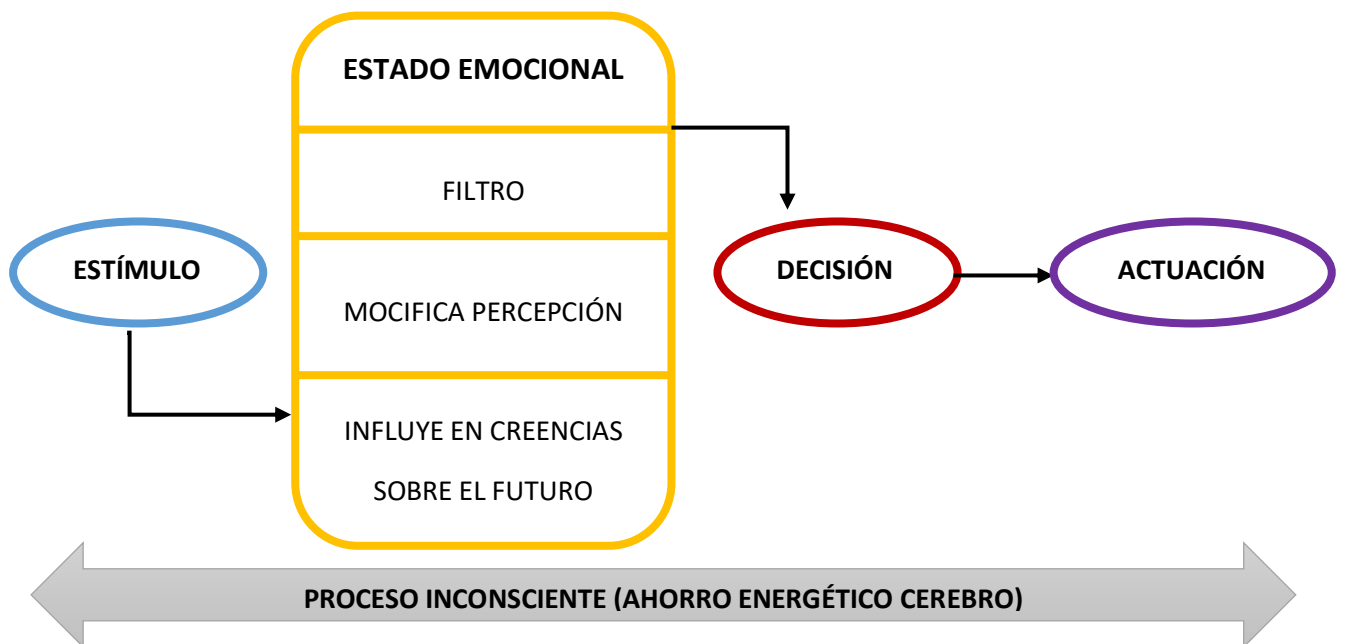 ESTADO EMOCIONAL
FILTRO
ESTÍMULO
MOCIFICA PERCEPCIÓN
INFLUYE EN CREENCIAS
SOBRE EL FUTURO
DECISIÓN
ACTUACIÓN
PROCESO INCONSCIENTE (AHORRO ENERGÉTICO CEREBRO)